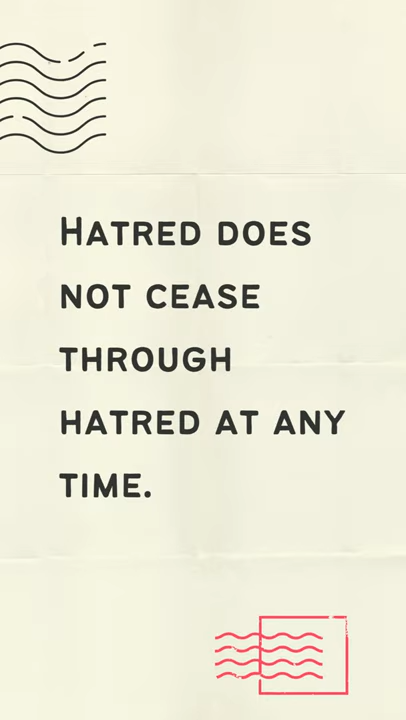 Hatred does
not cease
through
hatred at any
time.